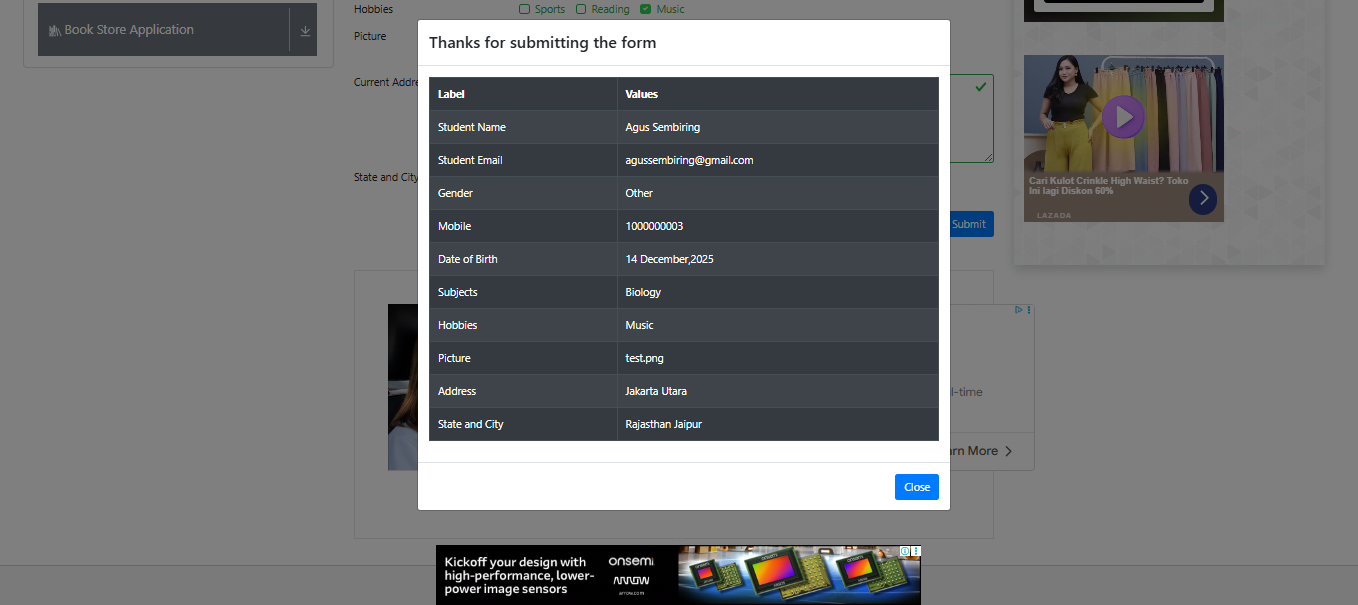 Book Store Application
Hobbies
Sports Reading Music
Picture
Current Addre
State and City
Submit
Thanks for submitting the form
Label Values
Student Name Agus Sembiring
Student Email agussembiring@gmail.com
Gender Other
Mobile 1000000003
Date of Birth 14 December,2025
Subjects Biology
Hobbies Music
Picture test.png
Address Jakarta Utara
State and City Rajasthan Jaipur
Close
Cari Kulot Crinkle High Waist? Toko
Ini lagi Diskon 60%
LAZADA
l-time
arn More
Kickoff your design with
high-performance, lower-
power image sensors
onsemi
ARROW
arrow.com